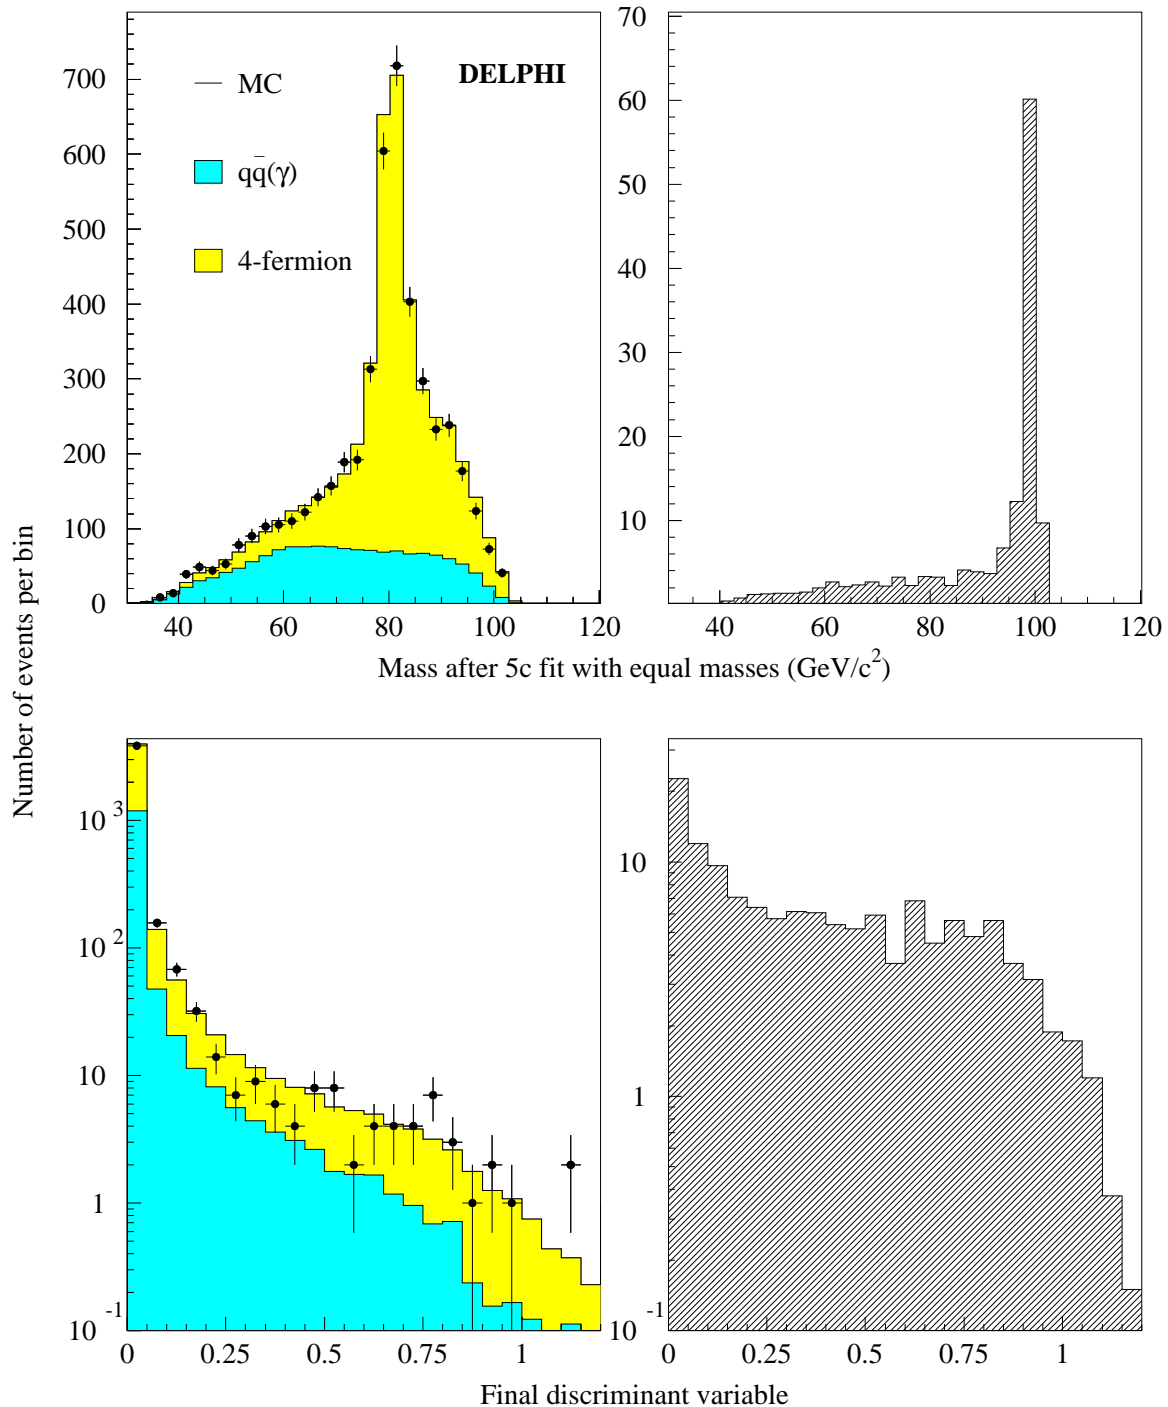 DELPHI
MC
qq̄(γ)
4-fermion
700
600
500
400
300
200
100
0
40 60 80 100 120
70
60
50
40
30
20
10
40 60 80 100 120
Mass after 5c fit with equal masses (GeV/c²)
Number of events per bin
10³
10²
10
1
10⁻¹
0 0.25 0.5 0.75 1
10
1
10⁻¹
0 0.25 0.5 0.75 1
Final discriminant variable